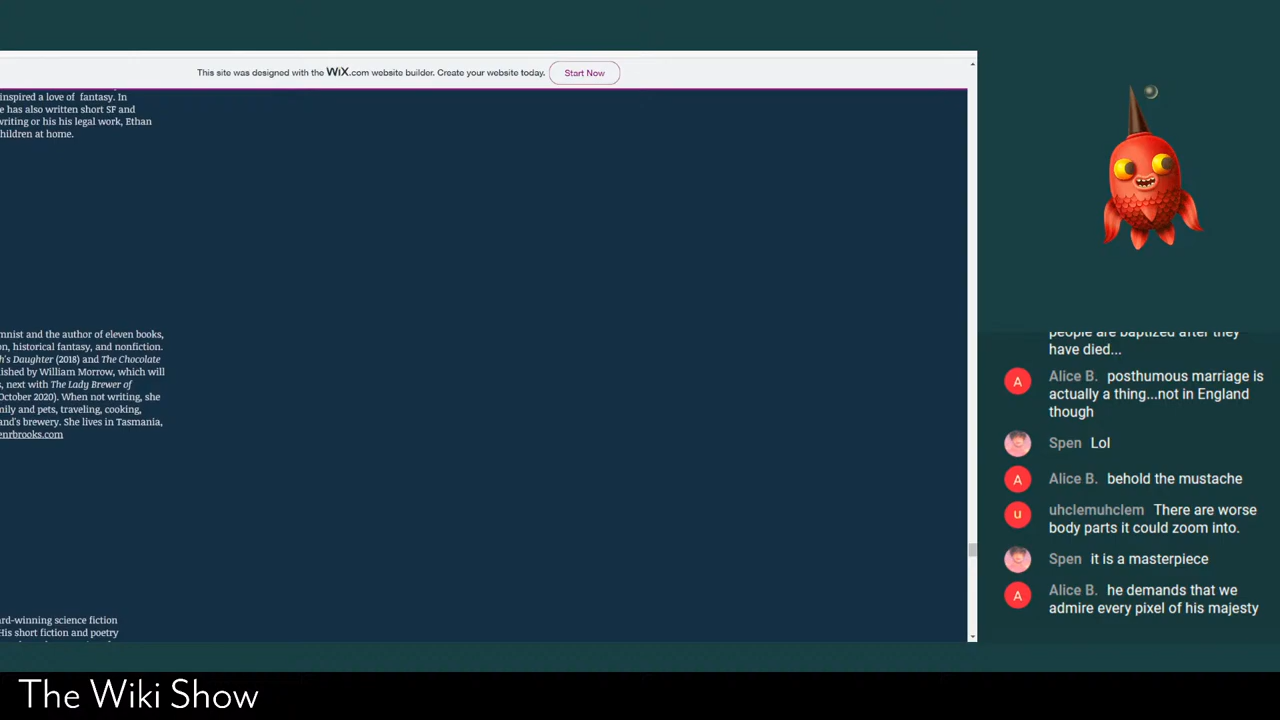 This site was designed with the WiX.com website builder. Create your website today. Start Now
inspired a love of fantasy. In
e has also written short SF and
writing or his his legal work, Ethan
hildren at home.
mnist and the author of eleven books,
on, historical fantasy, and nonfiction.
h's Daughter (2018) and The Chocolate
ished by William Morrow, which will
s, next with The Lady Brewer of
October 2020). When not writing, she
mily and pets, traveling, cooking,
and's brewery. She lives in Tasmania,
enrbrooks.com
rd-winning science fiction
His short fiction and poetry
people are baptized after they
have died...
A Alice B. posthumous marriage is
actually a thing...not in England
though
Spen Lol
A Alice B. behold the mustache
u uhclemuhclem There are worse
body parts it could zoom into.
Spen it is a masterpiece
A Alice B. he demands that we
admire every pixel of his majesty
The Wiki Show